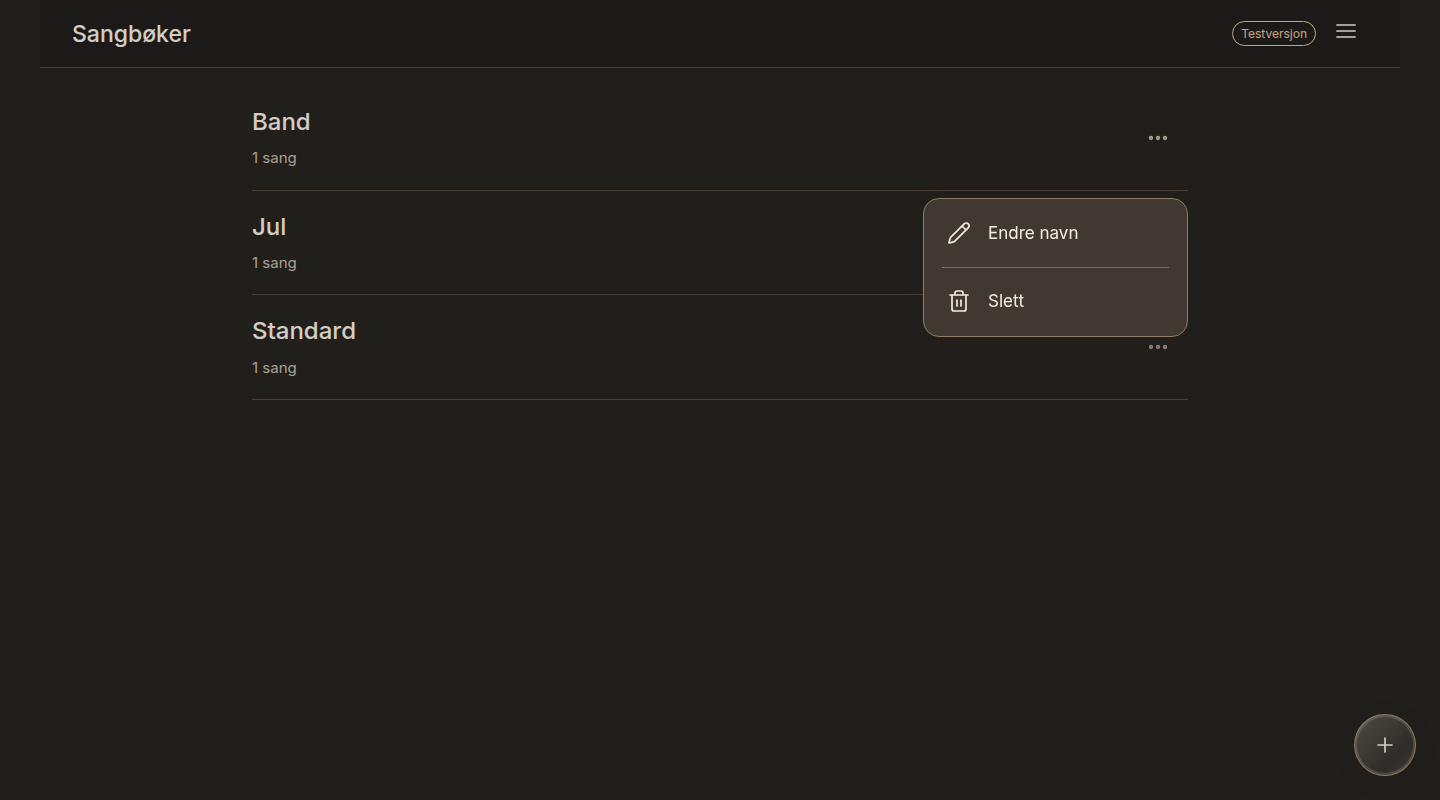 Sangbøker
Testversjon
Band
1 sang
Jul
1 sang
Endre navn
Slett
Standard
1 sang